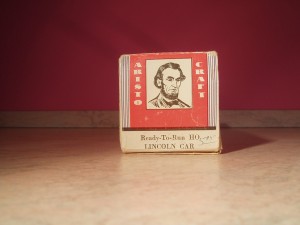 ARISTO
CRAFT
Ready-To-Run HO
LINCOLN CAR